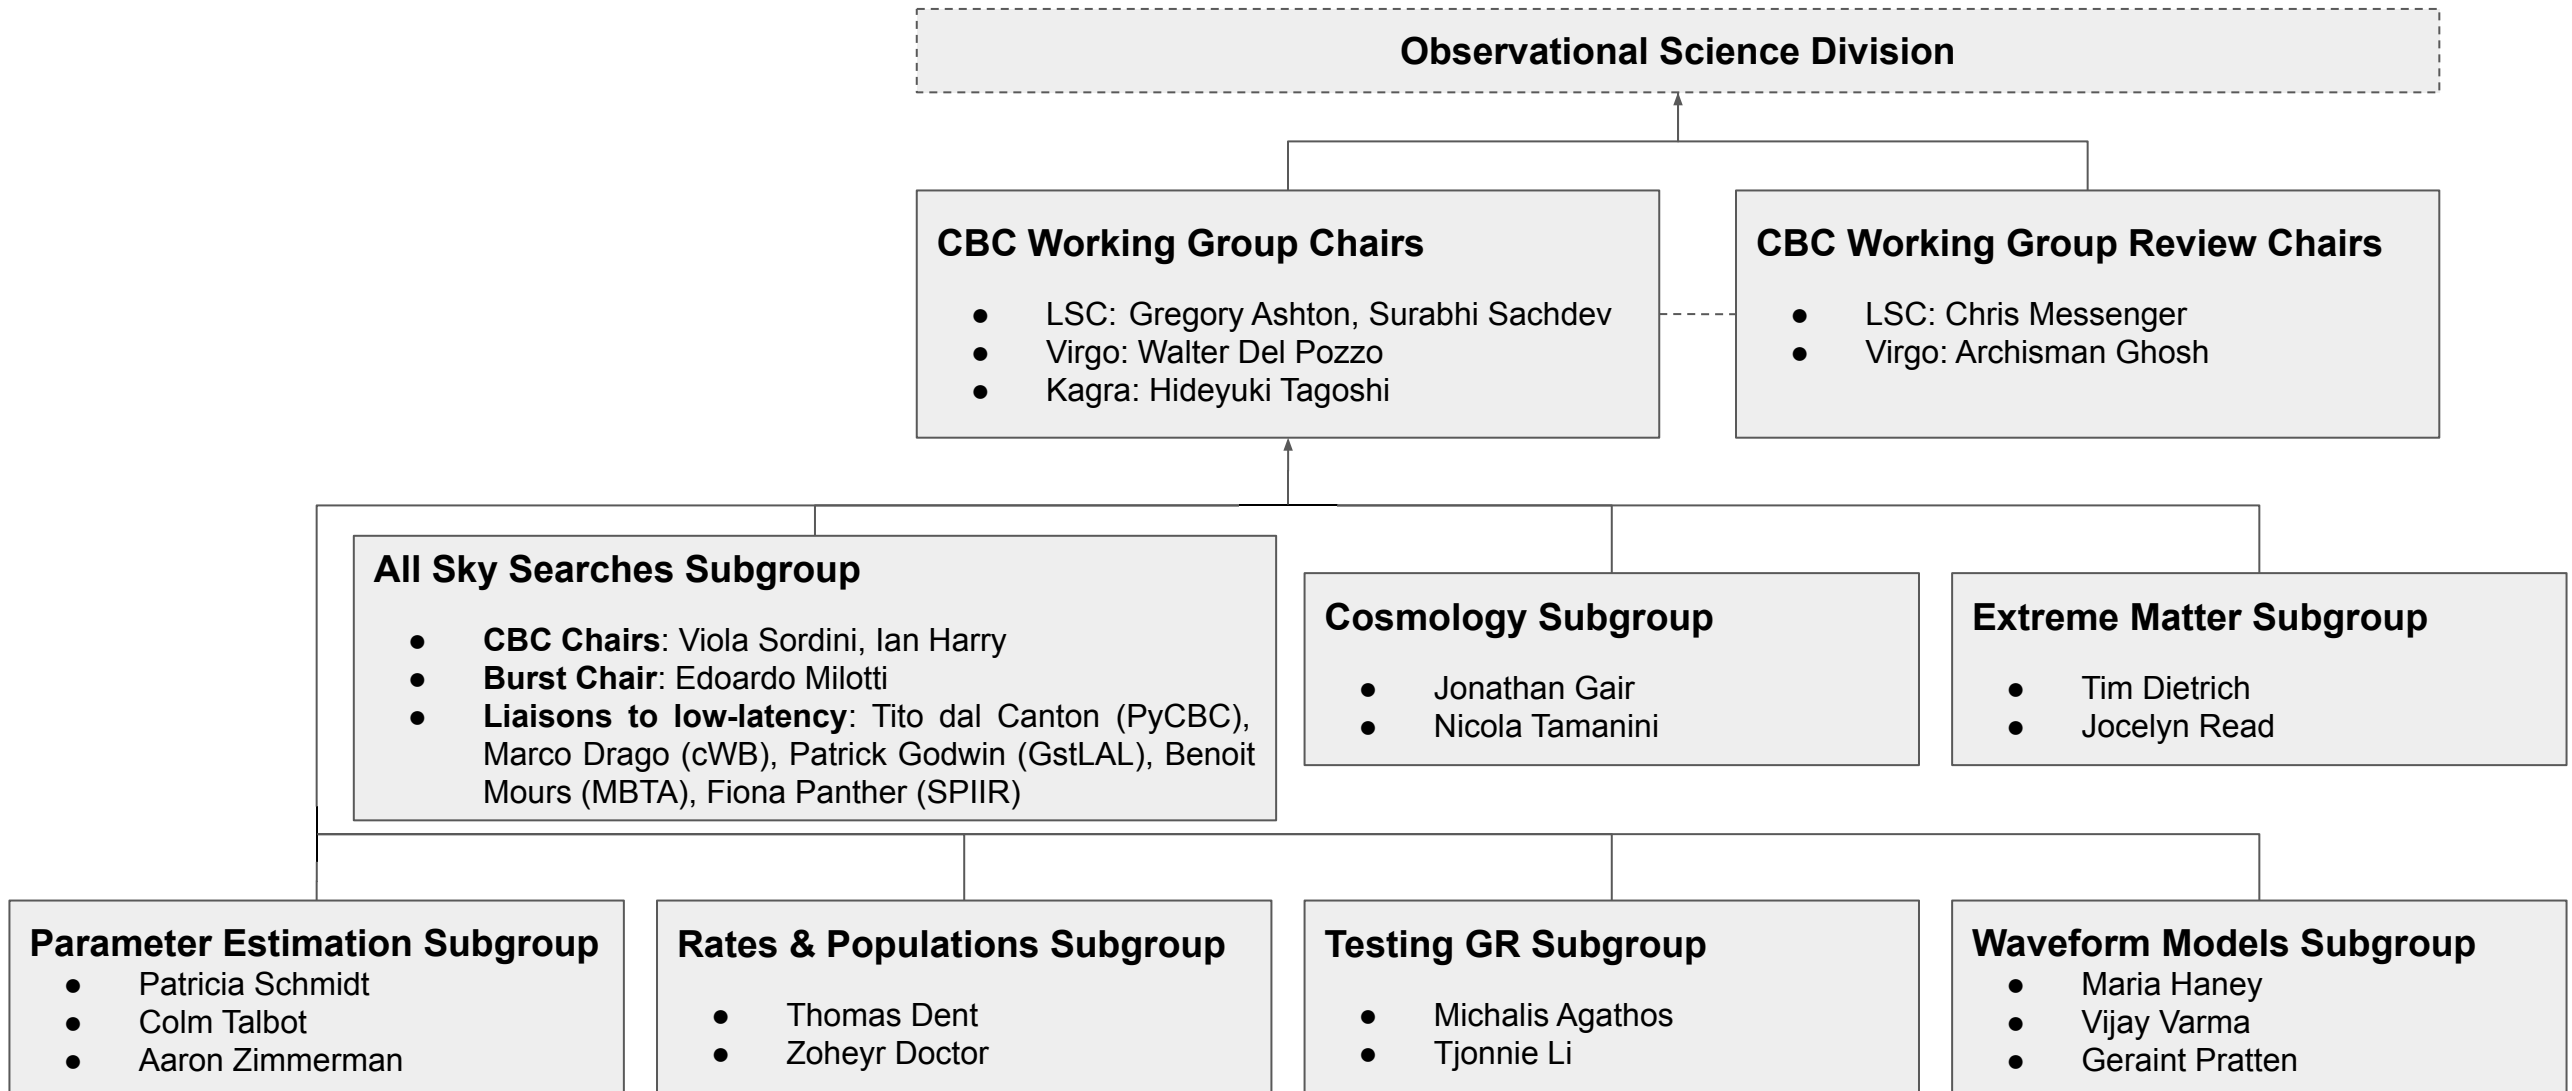 Observational Science Division
CBC Working Group Chairs
● LSC: Gregory Ashton, Surabhi Sachdev
● Virgo: Walter Del Pozzo
● Kagra: Hideyuki Tagoshi
CBC Working Group Review Chairs
● LSC: Chris Messenger
● Virgo: Archisman Ghosh
All Sky Searches Subgroup
● CBC Chairs: Viola Sordini, Ian Harry
● Burst Chair: Edoardo Milotti
● Liaisons to low-latency: Tito dal Canton (PyCBC),
Marco Drago (cWB), Patrick Godwin (GstLAL), Benoit
Mours (MBTA), Fiona Panther (SPIIR)
Cosmology Subgroup
● Jonathan Gair
● Nicola Tamanini
Extreme Matter Subgroup
● Tim Dietrich
● Jocelyn Read
Parameter Estimation Subgroup
● Patricia Schmidt
● Colm Talbot
● Aaron Zimmerman
Rates & Populations Subgroup
● Thomas Dent
● Zoheyr Doctor
Testing GR Subgroup
● Michalis Agathos
● Tjonnie Li
Waveform Models Subgroup
● Maria Haney
● Vijay Varma
● Geraint Pratten